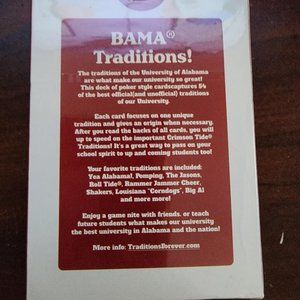 BAMA®
Traditions!
The traditions of the University of Alabama
are what make our university so great!
This deck of poker style cardscaptures 54
of the best official(and unofficial) traditions
of our University.
Each card focuses on one unique
tradition and gives an origin when necessary.
After you read the backs of all cards, you will
up to speed on the important Crimson Tide®
Traditions! It's a great way to pass on your
school spirit to up and coming students too!
Your favorite traditions are included:
Yea Alabama!, Pomping, The Jasons,
Roll Tide®, Rammer Jammer Cheer,
Shakers, Louisiana "Corndogs", Big Al
and more more!
Enjoy a game nite with friends. or teach
future students what makes our university
the best university in Alabama and the nation!
More info: TraditionsForever.com